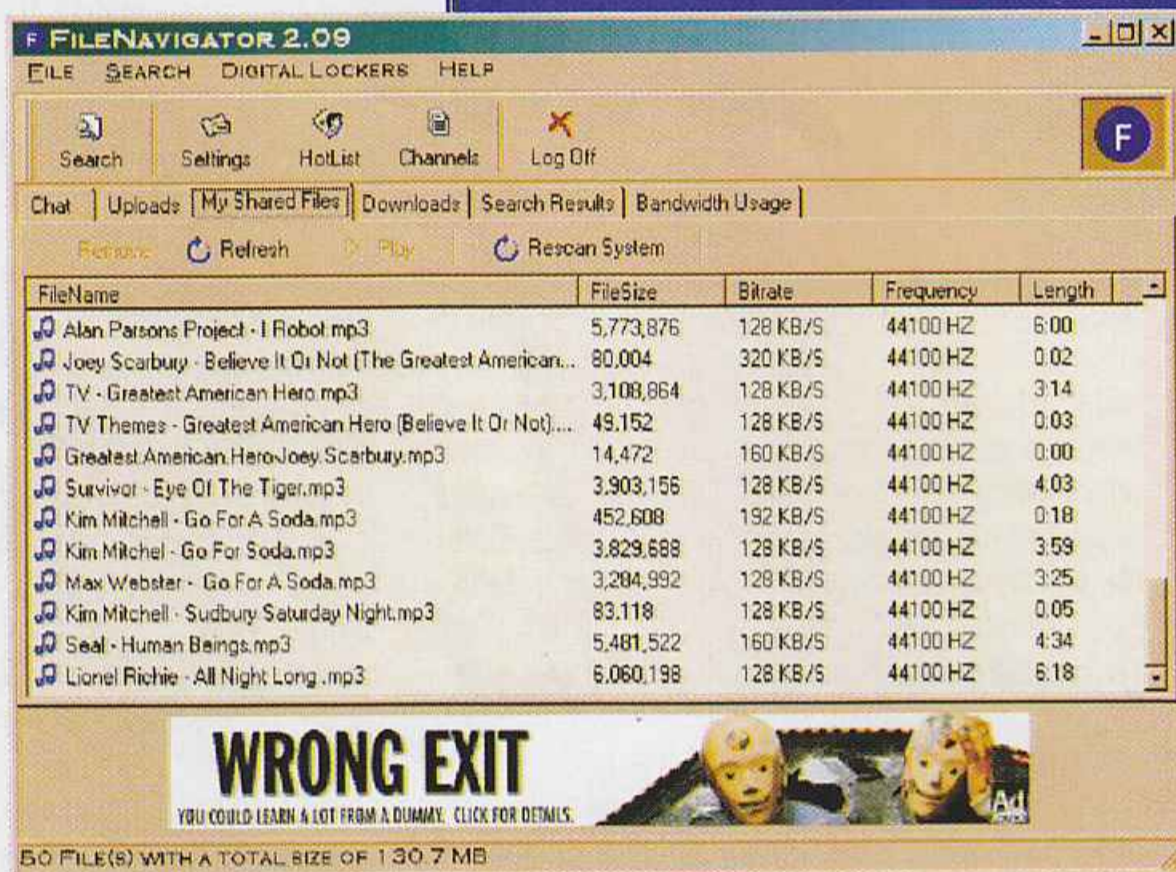 F FILENAVIGATOR 2.09
FILE SEARCH DIGITAL LOCKERS HELP
Search Settings HotList Channels Log Off F
Chat Uploads My Shared Files Downloads Search Results Bandwidth Usage
Remove Refresh Play Rescan System
FileName FileSize Bitrate Frequency Length
Alan Parsons Project - I Robot.mp3 5,773,876 128 KB/S 44100 HZ 6:00
Joey Scarbury - Believe It Or Not (The Greatest American... 80,004 320 KB/S 44100 HZ 0:02
TV - Greatest American Hero.mp3 3,108,864 128 KB/S 44100 HZ 3:14
TV Themes - Greatest American Hero (Believe It Or Not).... 49,152 128 KB/S 44100 HZ 0:03
Greatest.American.Hero-Joey.Scarbury.mp3 14,472 160 KB/S 44100 HZ 0:00
Survivor - Eye Of The Tiger.mp3 3,903,156 128 KB/S 44100 HZ 4:03
Kim Mitchell - Go For A Soda.mp3 452,608 192 KB/S 44100 HZ 0:18
Kim Mitchel - Go For Soda.mp3 3,829,688 128 KB/S 44100 HZ 3:59
Max Webster - Go For A Soda.mp3 3,284,992 128 KB/S 44100 HZ 3:25
Kim Mitchell - Sudbury Saturday Night.mp3 83,118 128 KB/S 44100 HZ 0:05
Seal - Human Beings.mp3 5,481,522 160 KB/S 44100 HZ 4:34
Lionel Richie - All Night Long .mp3 6,060,198 128 KB/S 44100 HZ 6:18
WRONG EXIT
YOU COULD LEARN A LOT FROM A DUMMY. CLICK FOR DETAILS.
Ad
50 FILE(S) WITH A TOTAL SIZE OF 130.7 MB